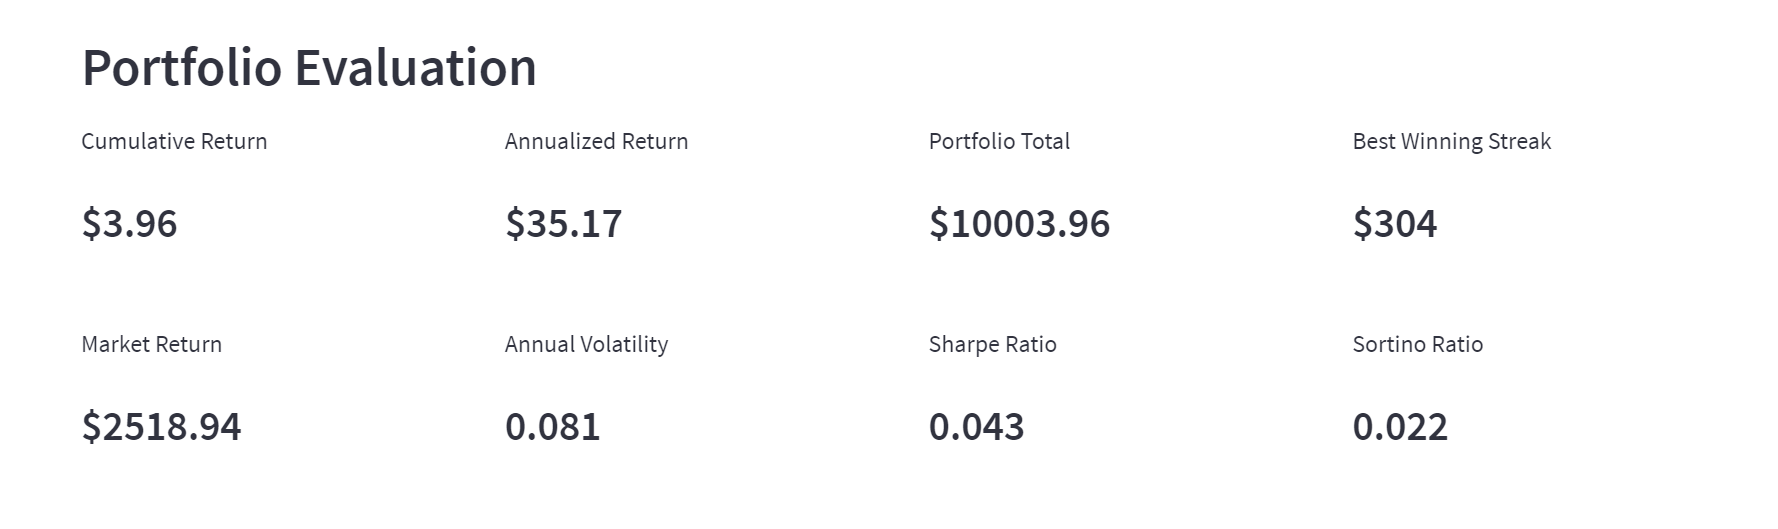 Portfolio Evaluation
Cumulative Return Annualized Return Portfolio Total Best Winning Streak
$3.96 $35.17 $10003.96 $304
Market Return Annual Volatility Sharpe Ratio Sortino Ratio
$2518.94 0.081 0.043 0.022